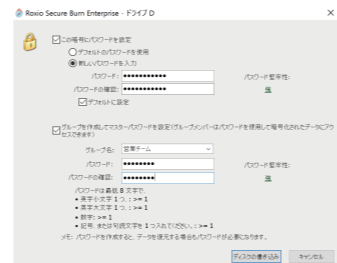 Roxio Secure Burn Enterprise - ドライブ D
この暗号にパスワードを設定
デフォルトのパスワードを使用
新しいパスワードを入力
パスワード: ●●●●●●●●●●● パスワード堅牢性:
パスワードの確認: ●●●●●●●●●●● 強
デフォルトに設定
グループを作成してマスターパスワードを設定(グループメンバーはパスワードを使用して暗号化されたデータにアクセスできます)
グループ名: 営業チーム
パスワード: ●●●●●●●●● パスワード堅牢性:
パスワードの確認: ●●●●●●●●● 強
パスワードは最低 8 文字で:
• 英字小文字 1 つ. : >= 1
• 英字大文字 1 つ. : >= 1
• 数字: >= 1
• 記号, または句読文字を 1 つ入れてください。: >= 1
メモ: パスワードを作成すると、データを復元する場合もパスワードが必要になります。
ディスクの書き込み キャンセル